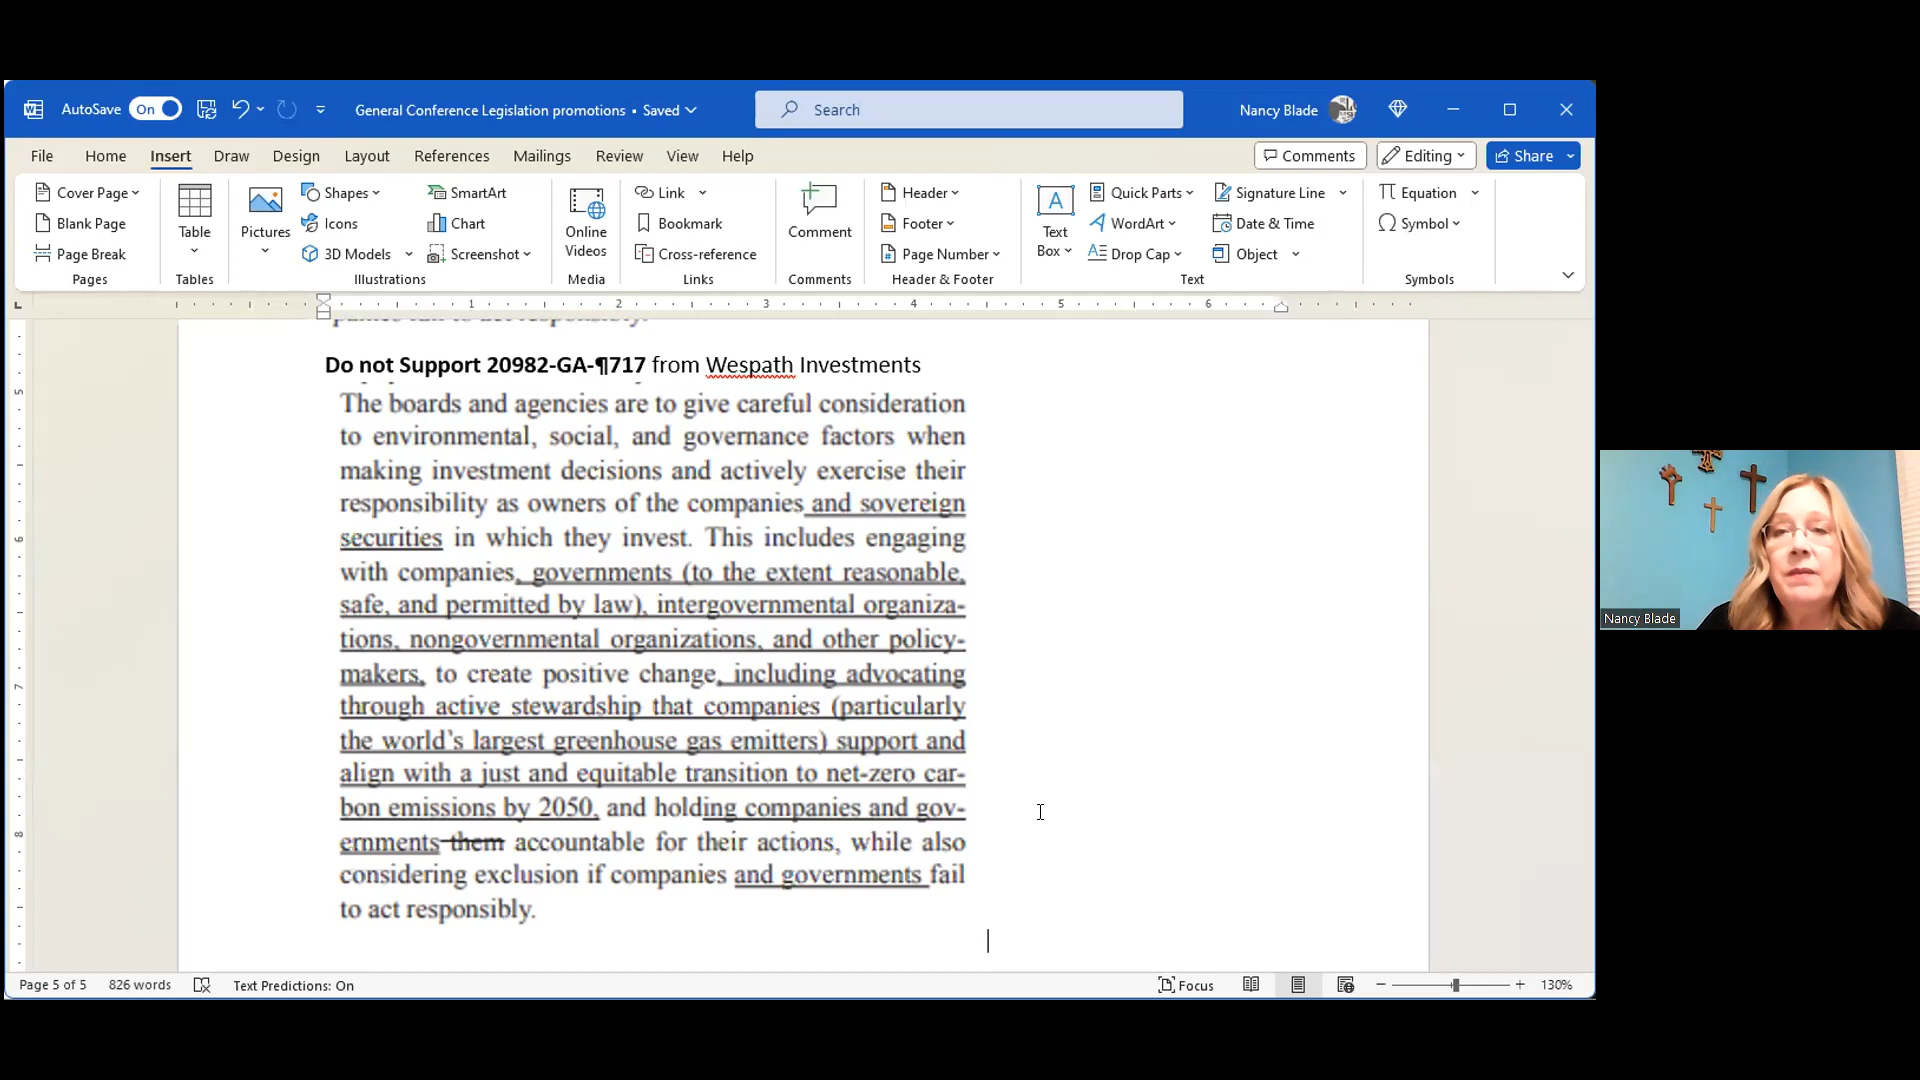 AutoSave On General Conference Legislation promotions • Saved Search Nancy Blade
File Home Insert Draw Design Layout References Mailings Review View Help Comments Editing Share
Cover Page
Blank Page
Page Break
Pages
Table
Tables
Pictures
Shapes
Icons
3D Models
SmartArt
Chart
Screenshot
Illustrations
Online
Videos
Media
Link
Bookmark
Cross-reference
Links
Comment
Comments
Header
Footer
Page Number
Header & Footer
Text
Box
Quick Parts
WordArt
Drop Cap
Signature Line
Date & Time
Object
Text
Equation
Symbol
Symbols
1 2 3 4 5 6
Do not Support 20982-GA-¶717 from Wespath Investments
The boards and agencies are to give careful consideration
to environmental, social, and governance factors when
making investment decisions and actively exercise their
responsibility as owners of the companies and sovereign
securities in which they invest. This includes engaging
with companies, governments (to the extent reasonable,
safe, and permitted by law), intergovernmental organiza-
tions, nongovernmental organizations, and other policy-
makers, to create positive change, including advocating
through active stewardship that companies (particularly
the world's largest greenhouse gas emitters) support and
align with a just and equitable transition to net-zero car-
bon emissions by 2050, and holding companies and gov-
ernments them accountable for their actions, while also
considering exclusion if companies and governments fail
to act responsibly.
5
6
7
8
Page 5 of 5 826 words Text Predictions: On Focus 130%
Nancy Blade